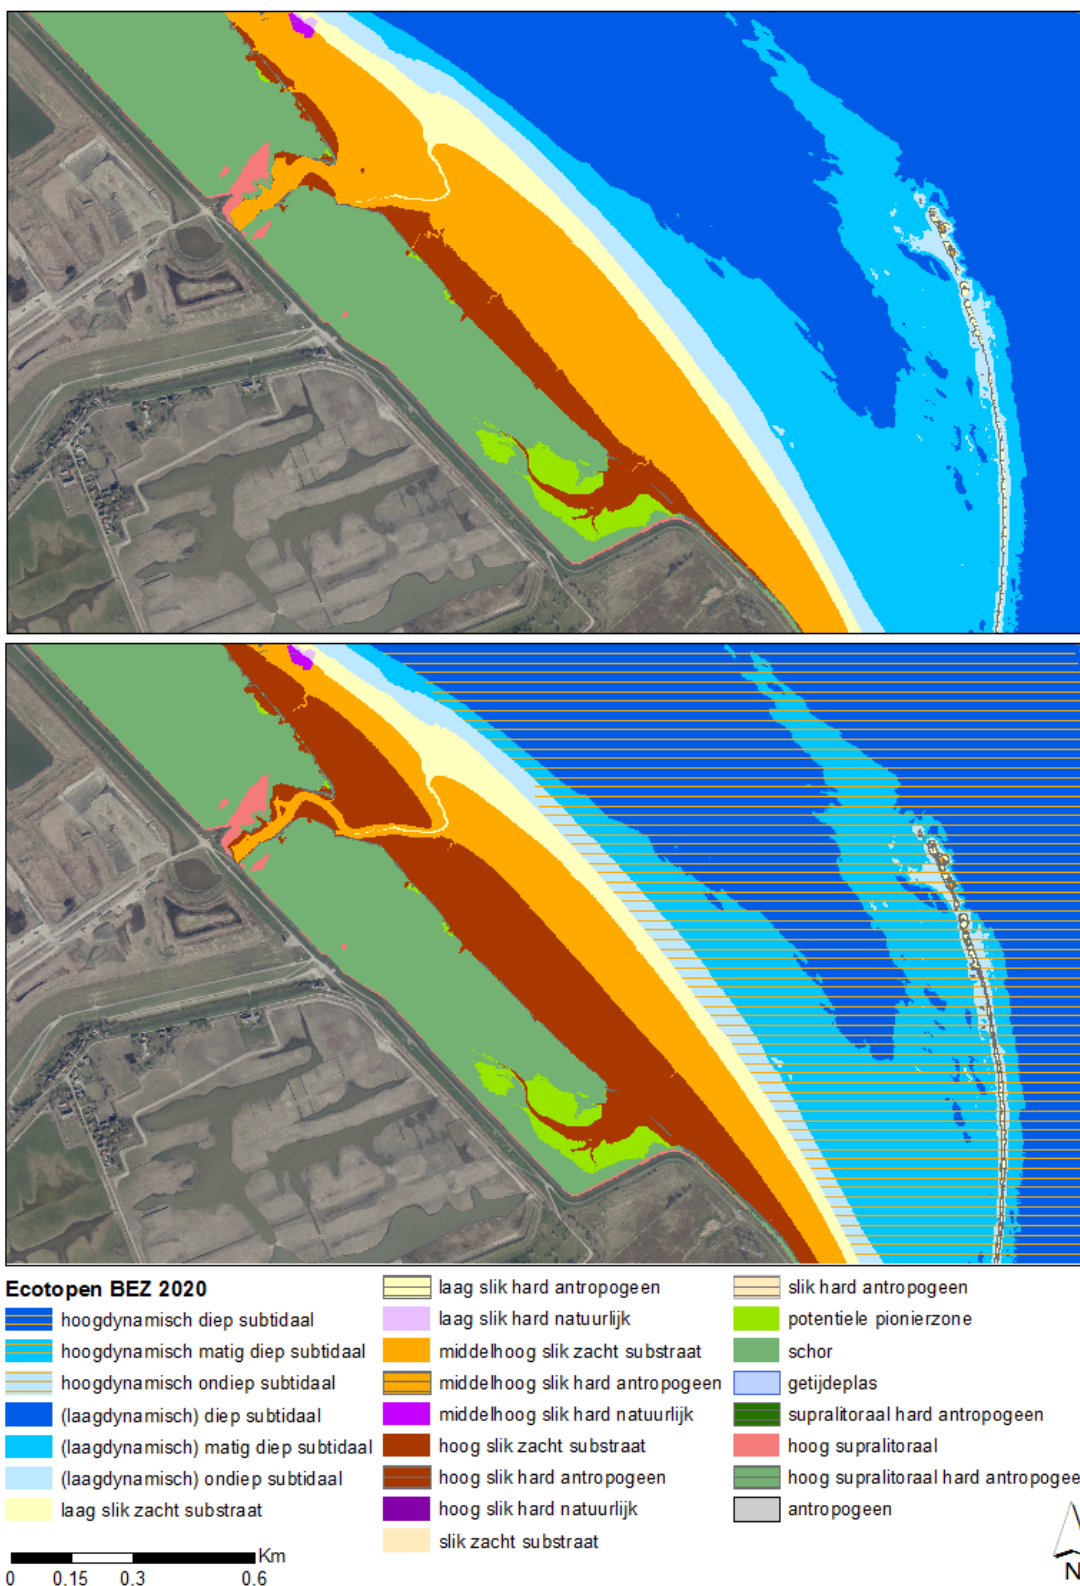 Ecotopen BEZ 2020
hoogdynamisch diep subtidaal
hoogdynamisch matig diep subtidaal
hoogdynamisch ondiep subtidaal
(laagdynamisch) diep subtidaal
(laagdynamisch) matig diep subtidaal
(laagdynamisch) ondiep subtidaal
laag slik zacht substraat
laag slik hard antropogeen
laag slik hard natuurlijk
middelhoog slik zacht substraat
middelhoog slik hard antropogeen
middelhoog slik hard natuurlijk
hoog slik zacht substraat
hoog slik hard antropogeen
hoog slik hard natuurlijk
slik zacht substraat
slik hard antropogeen
potentiele pionierzone
schor
getijdeplas
supralitoraal hard antropogeen
hoog supralitoraal
hoog supralitoraal hard antropogee
antropogeen
Km
0 0.15 0.3 0.6
N